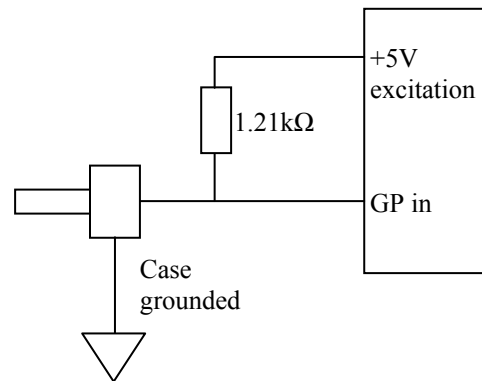 +5V
excitation
1.21kΩ
GP in
Case
grounded